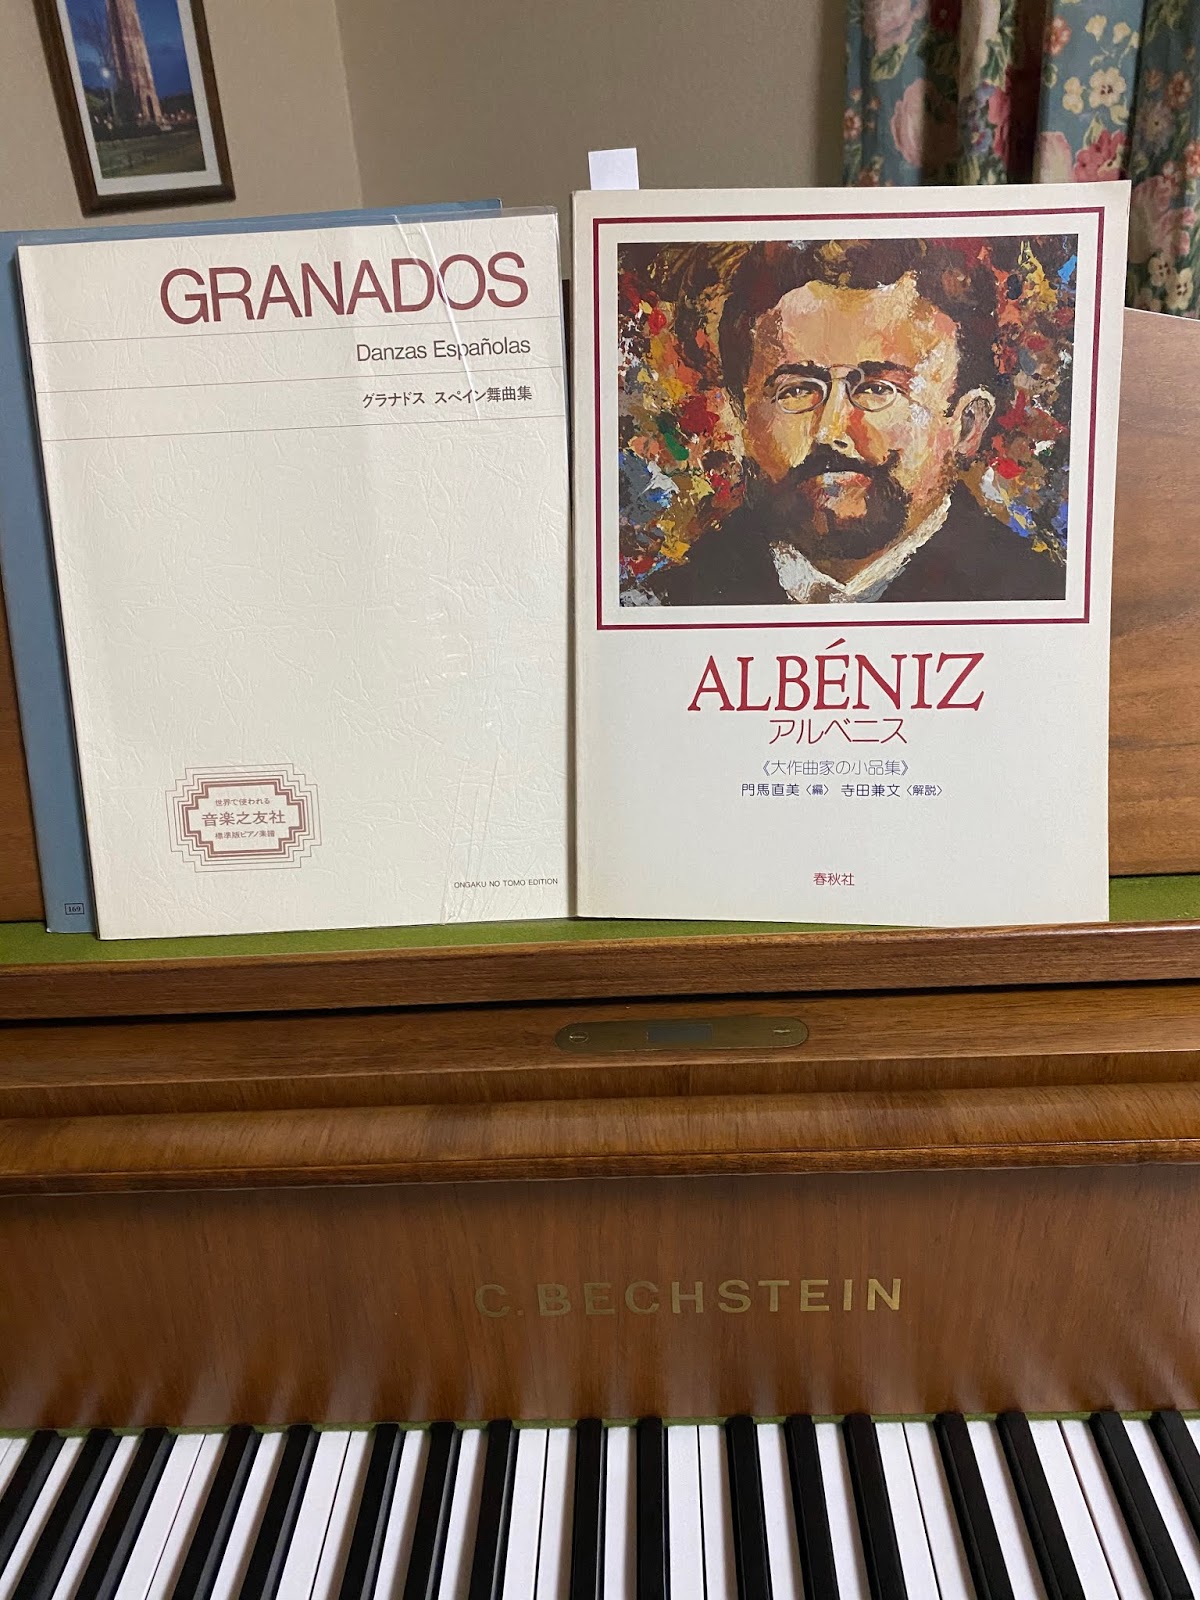 GRANADOS
Danzas Españolas
グラナドス スペイン舞曲集
世界で使われる
音楽之友社
標準版ピアノ楽譜
ONGAKU NO TOMO EDITION
169
ALBÉNIZ
アルベニス
《大作曲家の小品集》
門馬直美〈編〉 寺田兼文〈解説〉
春秋社
C. BECHSTEIN